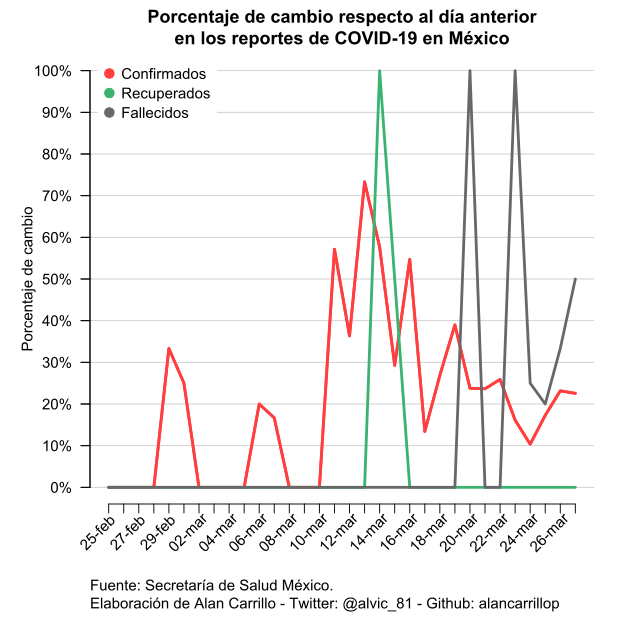 Porcentaje de cambio respecto al día anterior
en los reportes de COVID-19 en México
Confirmados
Recuperados
Fallecidos
Porcentaje de cambio
100%
90%
80%
70%
60%
50%
40%
30%
20%
10%
0%
25-feb
27-feb
29-feb
02-mar
04-mar
06-mar
08-mar
10-mar
12-mar
14-mar
16-mar
18-mar
20-mar
22-mar
24-mar
26-mar
Fuente: Secretaría de Salud México.
Elaboración de Alan Carrillo - Twitter: @alvic_81 - Github: alancarrillop